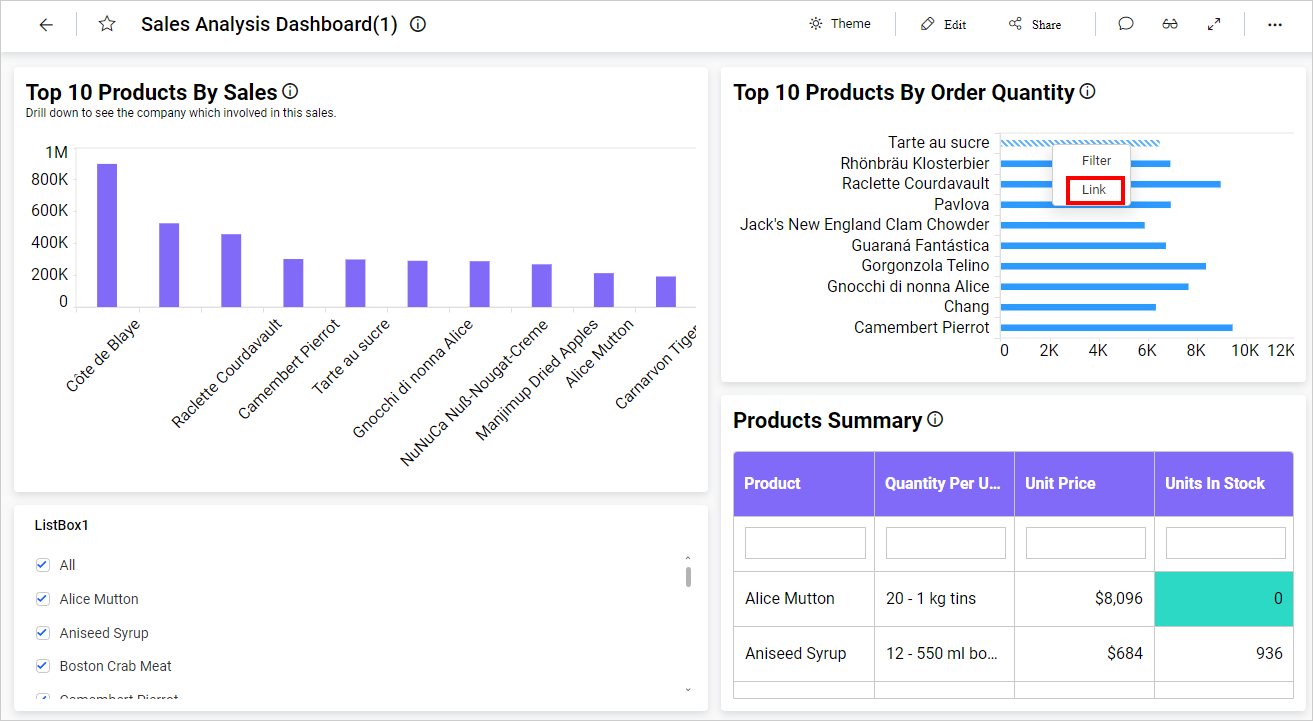 Sales Analysis Dashboard(1)
Theme
Edit
Share
Top 10 Products By Sales
Drill down to see the company which involved in this sales.
1M
800K
600K
400K
200K
0
Côte de Blaye
Raclette Courdavault
Camembert Pierrot
Tarte au sucre
Gnocchi di nonna Alice
NuNuCa Nuß-Nougat-Creme
Manjimup Dried Apples
Alice Mutton
Carnarvon Tiger
ListBox1
All
Alice Mutton
Aniseed Syrup
Boston Crab Meat
Camembert Pierrot
Top 10 Products By Order Quantity
Tarte au sucre
Rhönbräu Klosterbier
Raclette Courdavault
Pavlova
Jack's New England Clam Chowder
Guaraná Fantástica
Gorgonzola Telino
Gnocchi di nonna Alice
Chang
Camembert Pierrot
0 2K 4K 6K 8K 10K 12K
Filter
Link
Products Summary
Product Quantity Per U... Unit Price Units In Stock
Alice Mutton 20 - 1 kg tins $8,096 0
Aniseed Syrup 12 - 550 ml bo... $684 936